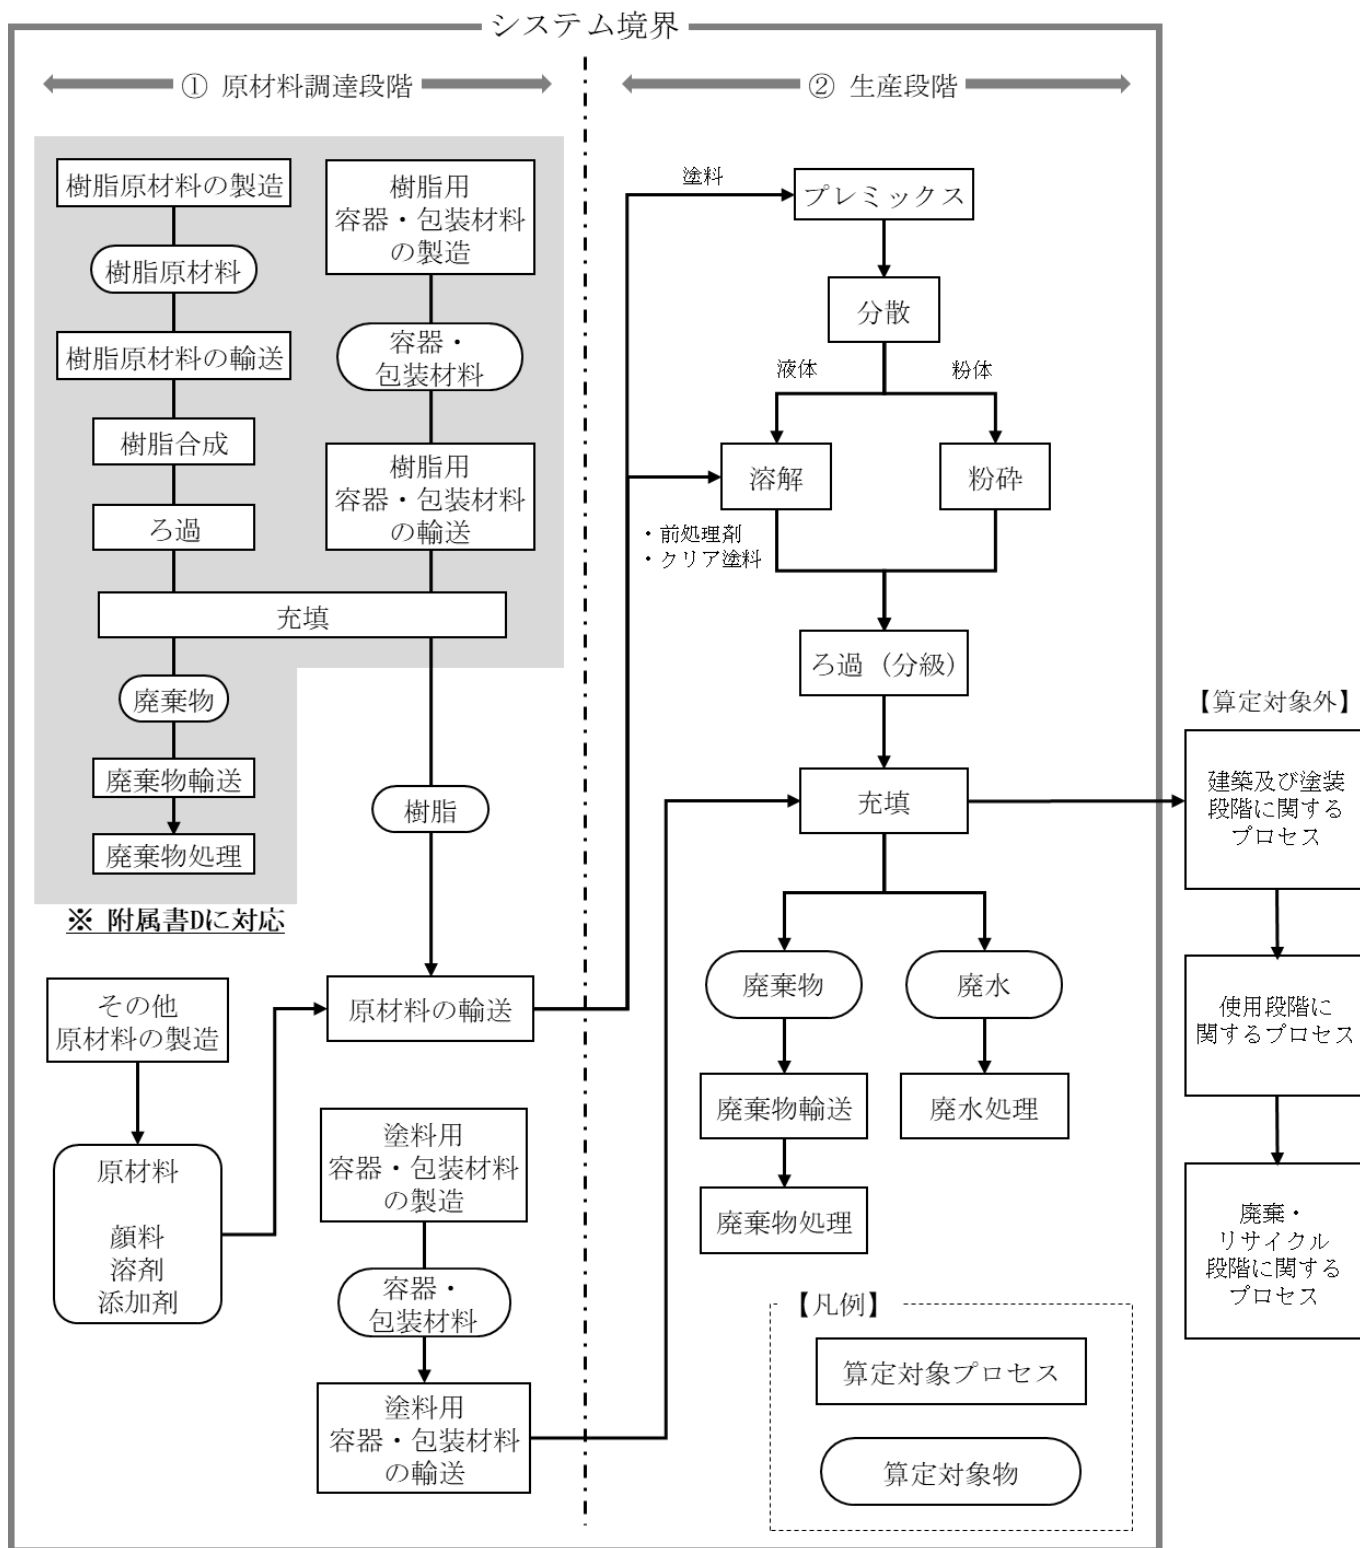 システム境界
① 原材料調達段階
② 生産段階
樹脂原材料の製造
樹脂原材料
樹脂原材料の輸送
樹脂合成
ろ過
樹脂用
容器・包装材料
の製造
容器・
包装材料
樹脂用
容器・包装材料
の輸送
充填
廃棄物
廃棄物輸送
廃棄物処理
※ 附属書Dに対応
樹脂
その他
原材料の製造
原材料
顔料
溶剤
添加剤
原材料の輸送
塗料用
容器・包装材料
の製造
容器・
包装材料
塗料用
容器・包装材料
の輸送
塗料
プレミックス
分散
液体
粉体
溶解
粉砕
・前処理剤
・クリア塗料
ろ過（分級）
充填
廃棄物
廃水
廃棄物輸送
廃水処理
廃棄物処理
【算定対象外】
建築及び塗装
段階に関する
プロセス
使用段階に
関するプロセス
廃棄・
リサイクル
段階に関する
プロセス
【凡例】
算定対象プロセス
算定対象物